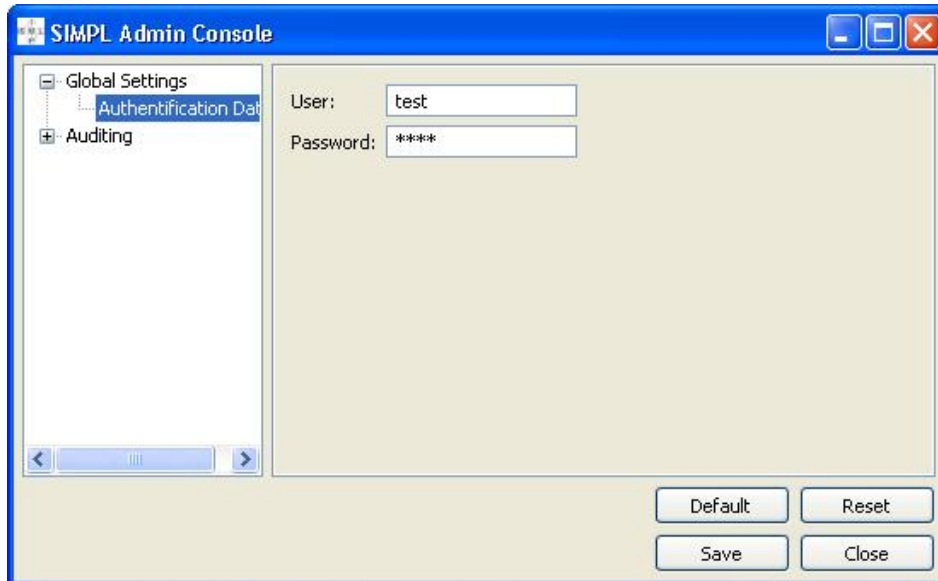 SIMPL Admin Console
Global Settings
Authentification Dat
Auditing
User: test
Password: ****
Default Reset
Save Close